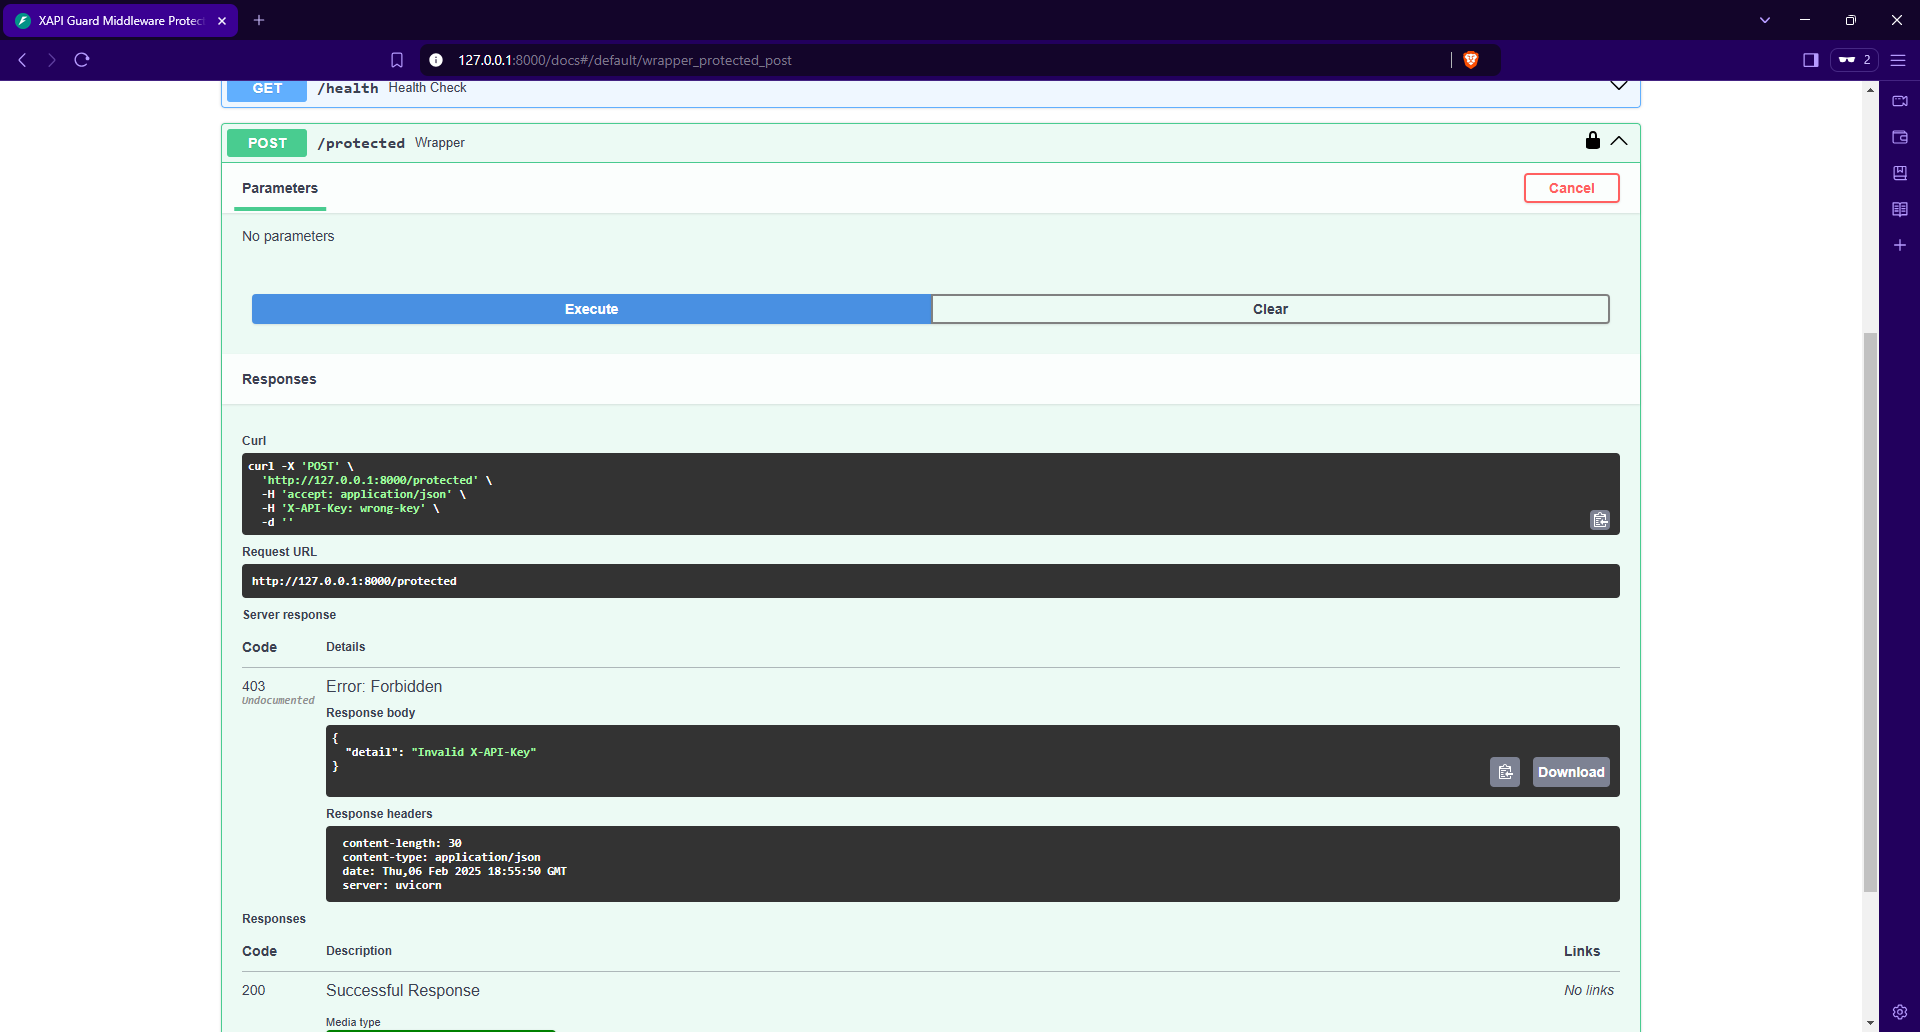 XAPI Guard Middleware Protec
127.0.0.1:8000/docs#/default/wrapper_protected_post
2
GET /health Health Check
POST /protected Wrapper
Parameters
Cancel
No parameters
Execute
Clear
Responses
Curl
curl -X 'POST' \
'http://127.0.0.1:8000/protected' \
-H 'accept: application/json' \
-H 'X-API-Key: wrong-key' \
-d ''
Request URL
http://127.0.0.1:8000/protected
Server response
Code Details
403 Error: Forbidden
Undocumented
Response body
{
"detail": "Invalid X-API-Key"
}
Download
Response headers
content-length: 30
content-type: application/json
date: Thu,06 Feb 2025 18:55:50 GMT
server: uvicorn
Responses
Code Description Links
200 Successful Response No links
Media type